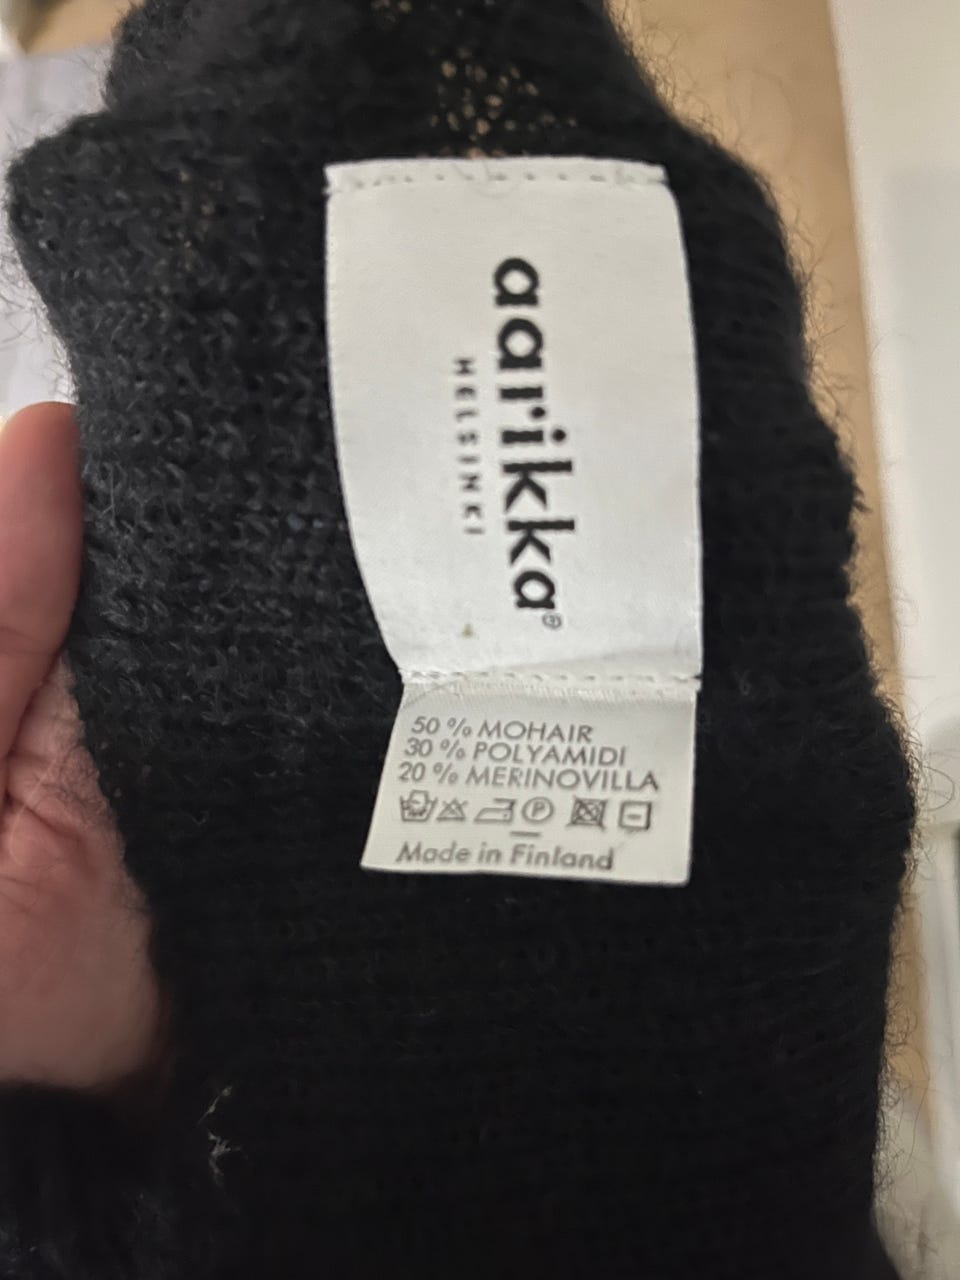 aarikka®
HELSINKI
50 % MOHAIR
30 % POLYAMIDI
20 % MERINOVILLA
P
Made in Finland